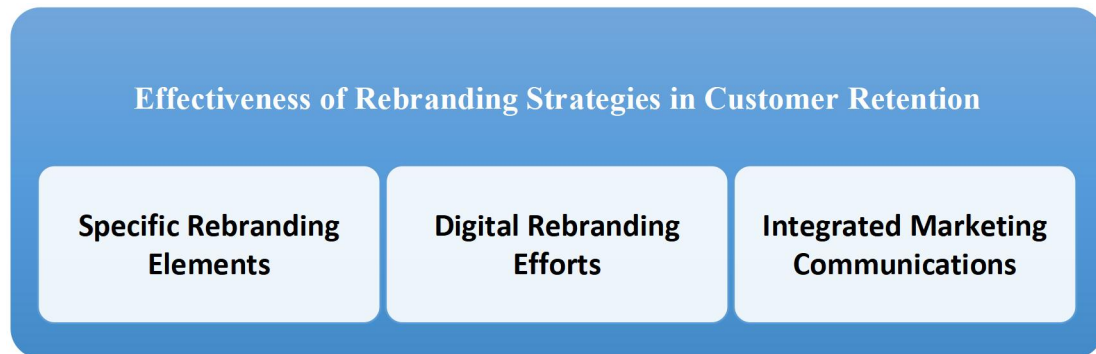 Effectiveness of Rebranding Strategies in Customer Retention
Specific Rebranding
Elements
Digital Rebranding
Efforts
Integrated Marketing
Communications